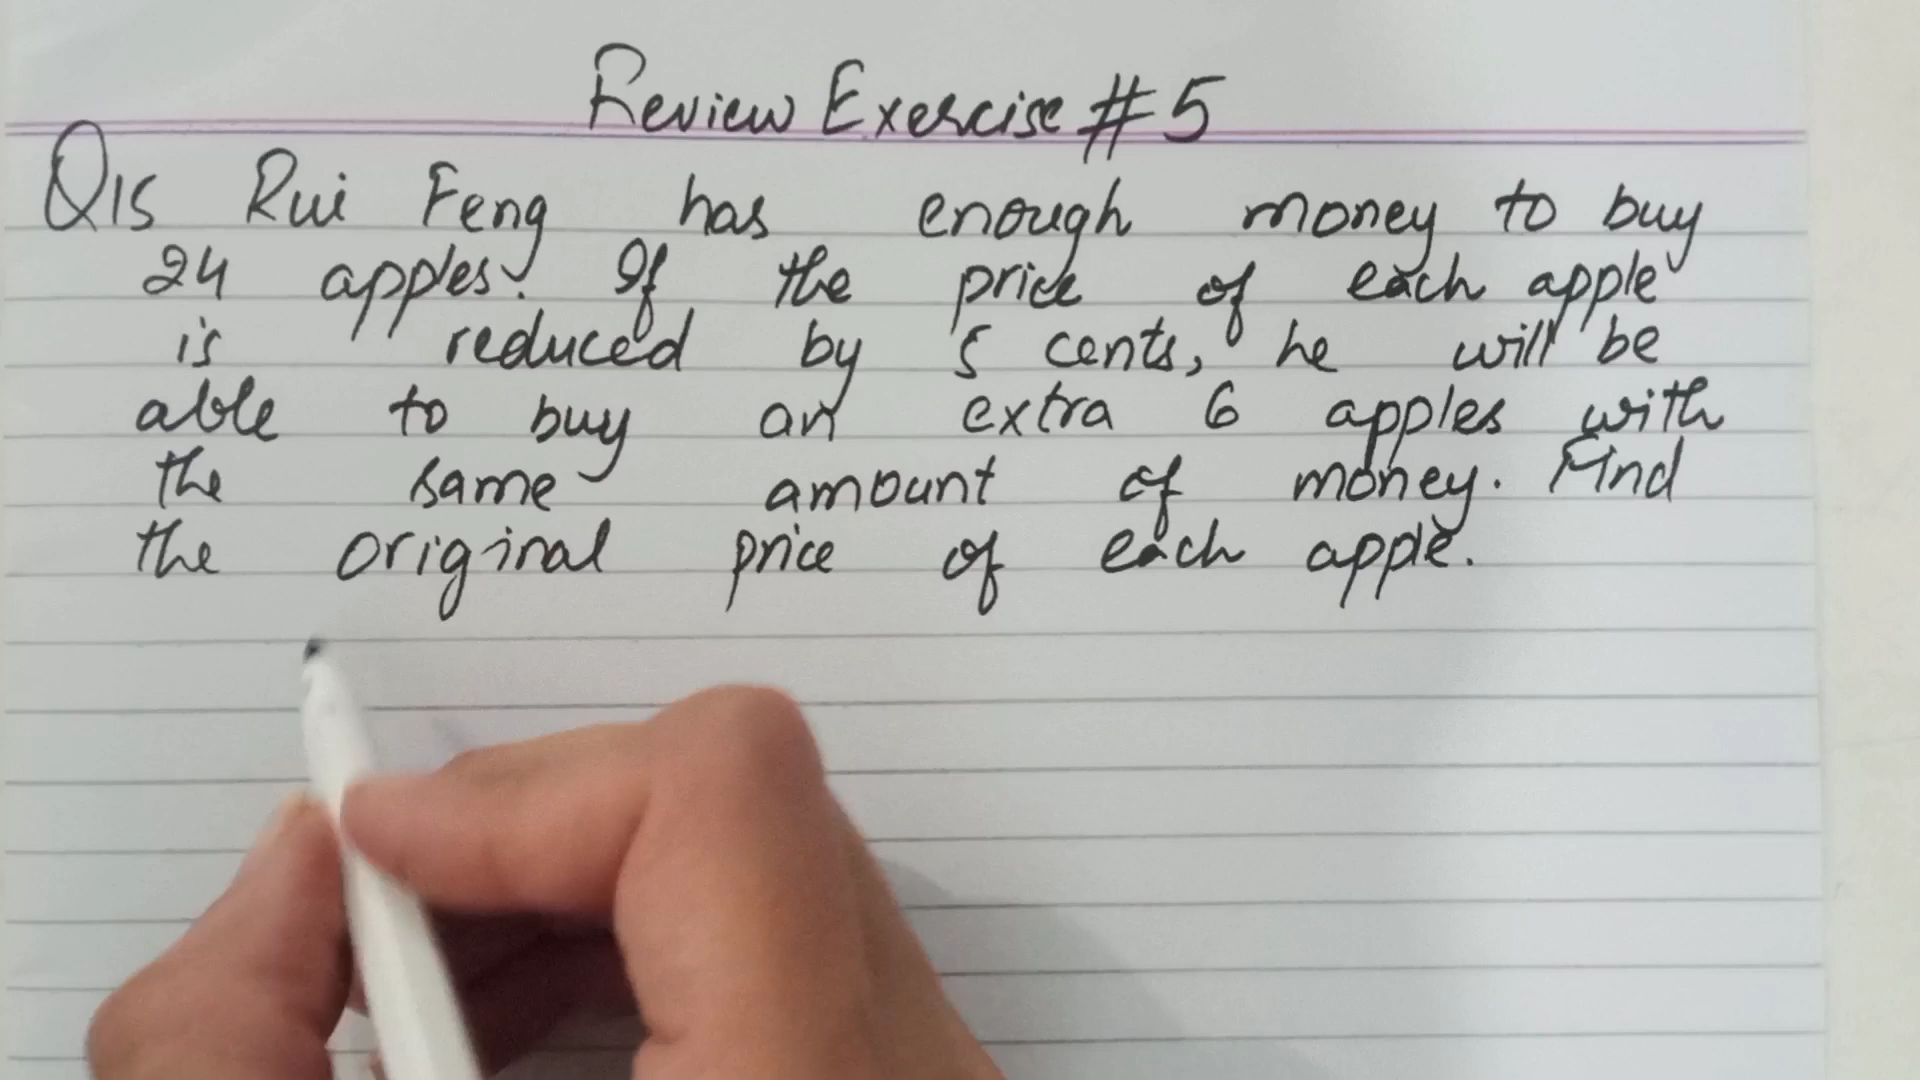 Review Exercise #5
Q15 Rui Feng has enough money to buy
24 apples. If the price of each apple
is reduced by 5 cents, he will be
able to buy an extra 6 apples with
the same amount of money. Find
the original price of each apple.